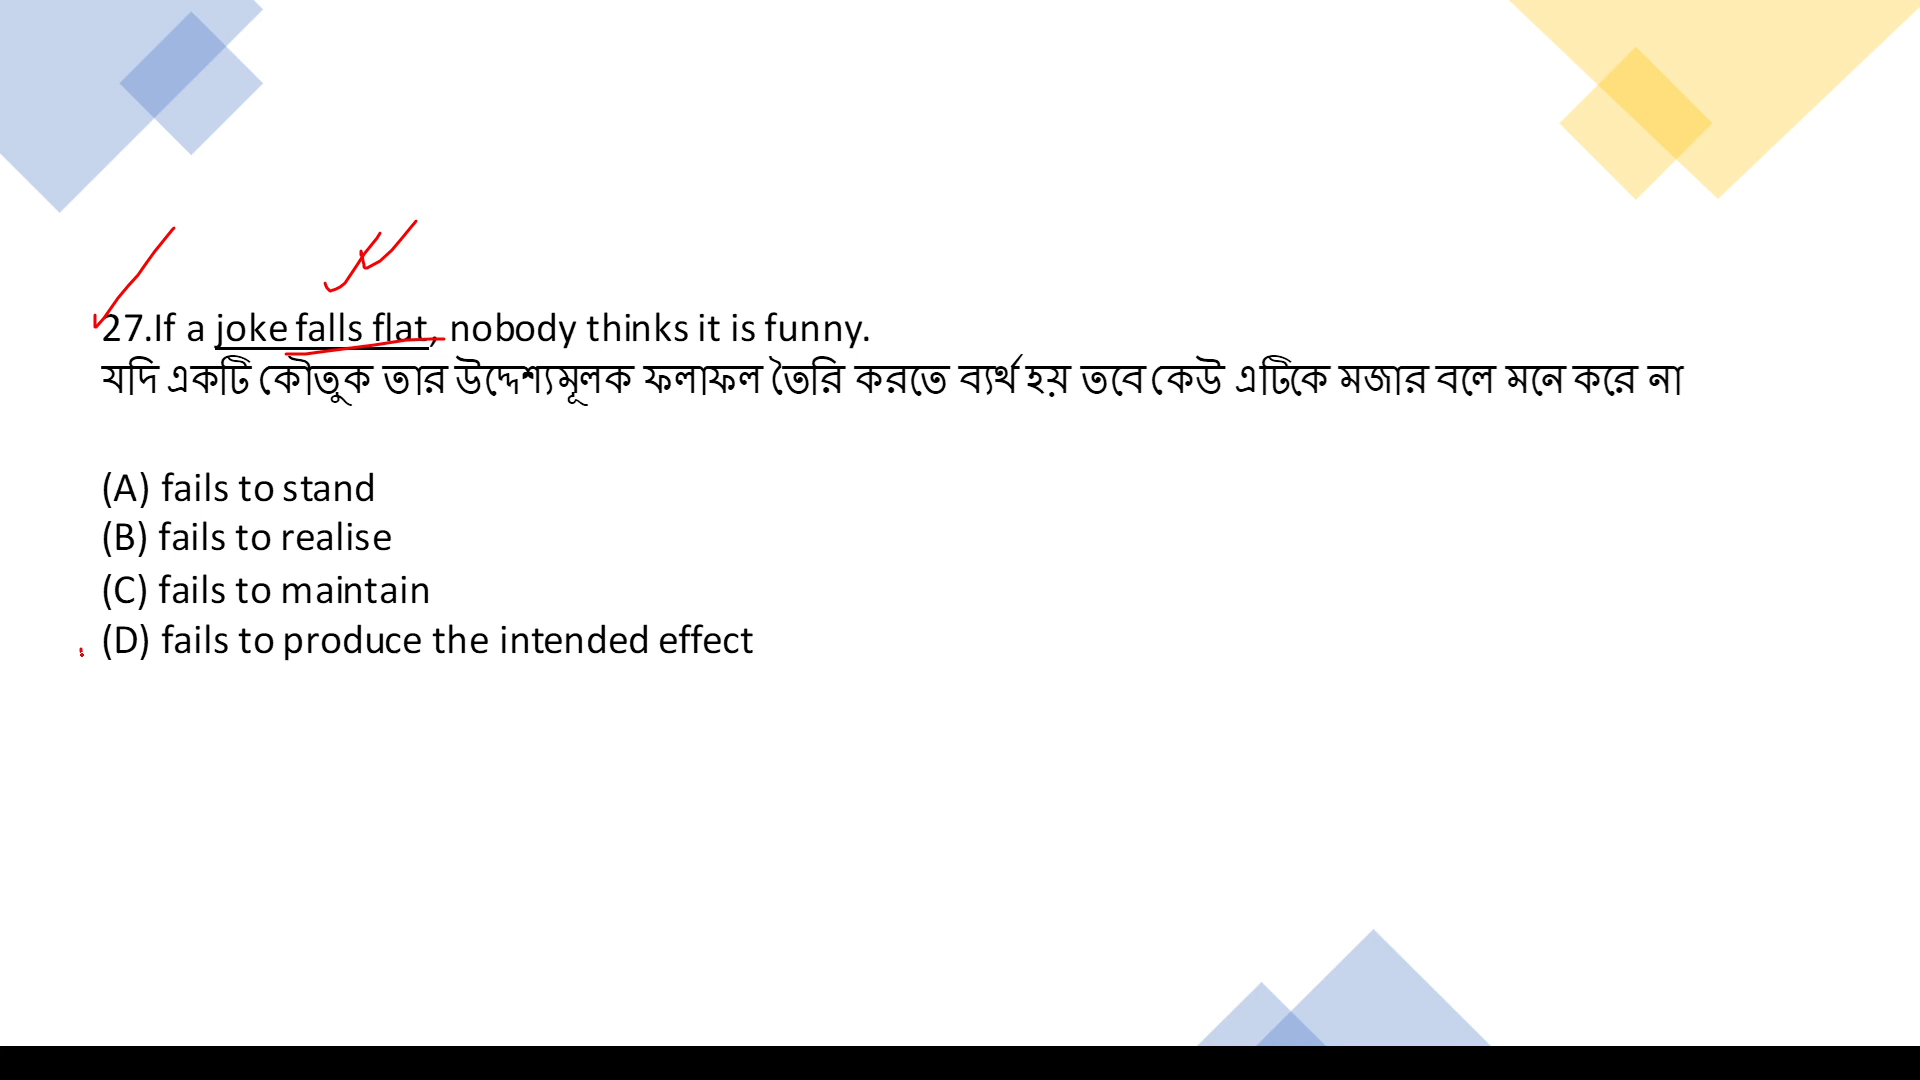 27.If a joke falls flat, nobody thinks it is funny.
যদি একটি কৌতুক তার উদ্দেশ্যমূলক ফলাফল তৈরি করতে ব্যর্থ হয় তবে কেউ এটিকে মজার বলে মনে করে না
(A) fails to stand
(B) fails to realise
(C) fails to maintain
(D) fails to produce the intended effect